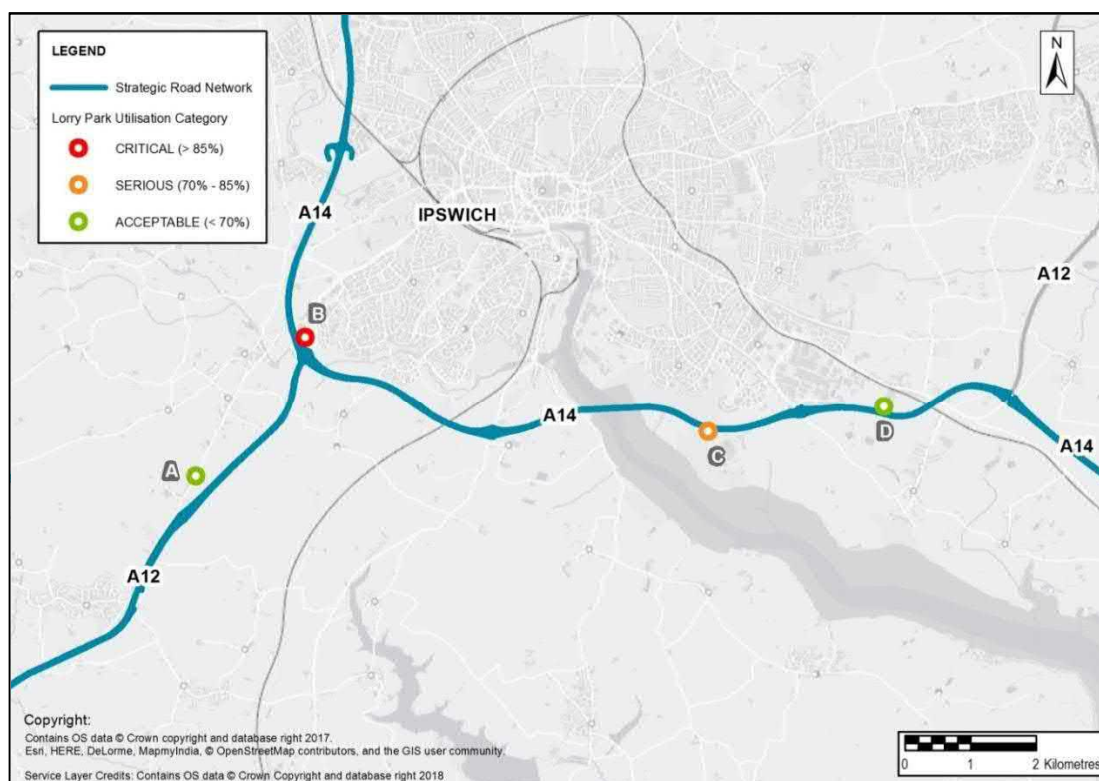 LEGEND
Strategic Road Network
Lorry Park Utilisation Category
CRITICAL (> 85%)
SERIOUS (70% - 85%)
ACCEPTABLE (< 70%)
N
A14
IPSWICH
A12
B
A14
D
C
A14
A
A12
Copyright:
Contains OS data © Crown copyright and database right 2017.
Esri, HERE, DeLorme, MapmyIndia, © OpenStreetMap contributors, and the GIS user community,
Service Layer Credits: Contains OS data © Crown Copyright and database right 2018
0 1 2 Kilometres